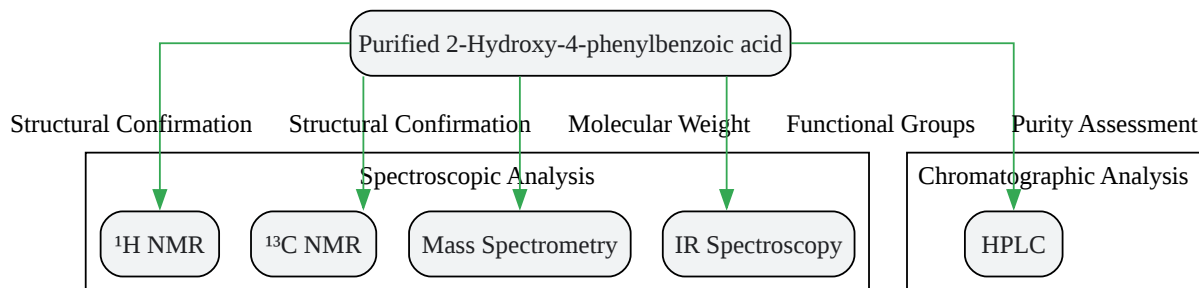 Purified 2-Hydroxy-4-phenylbenzoic acid
Structural Confirmation
Structural Confirmation
Molecular Weight
Functional Groups
Purity Assessment
Spectroscopic Analysis
Chromatographic Analysis
¹H NMR
¹³C NMR
Mass Spectrometry
IR Spectroscopy
HPLC